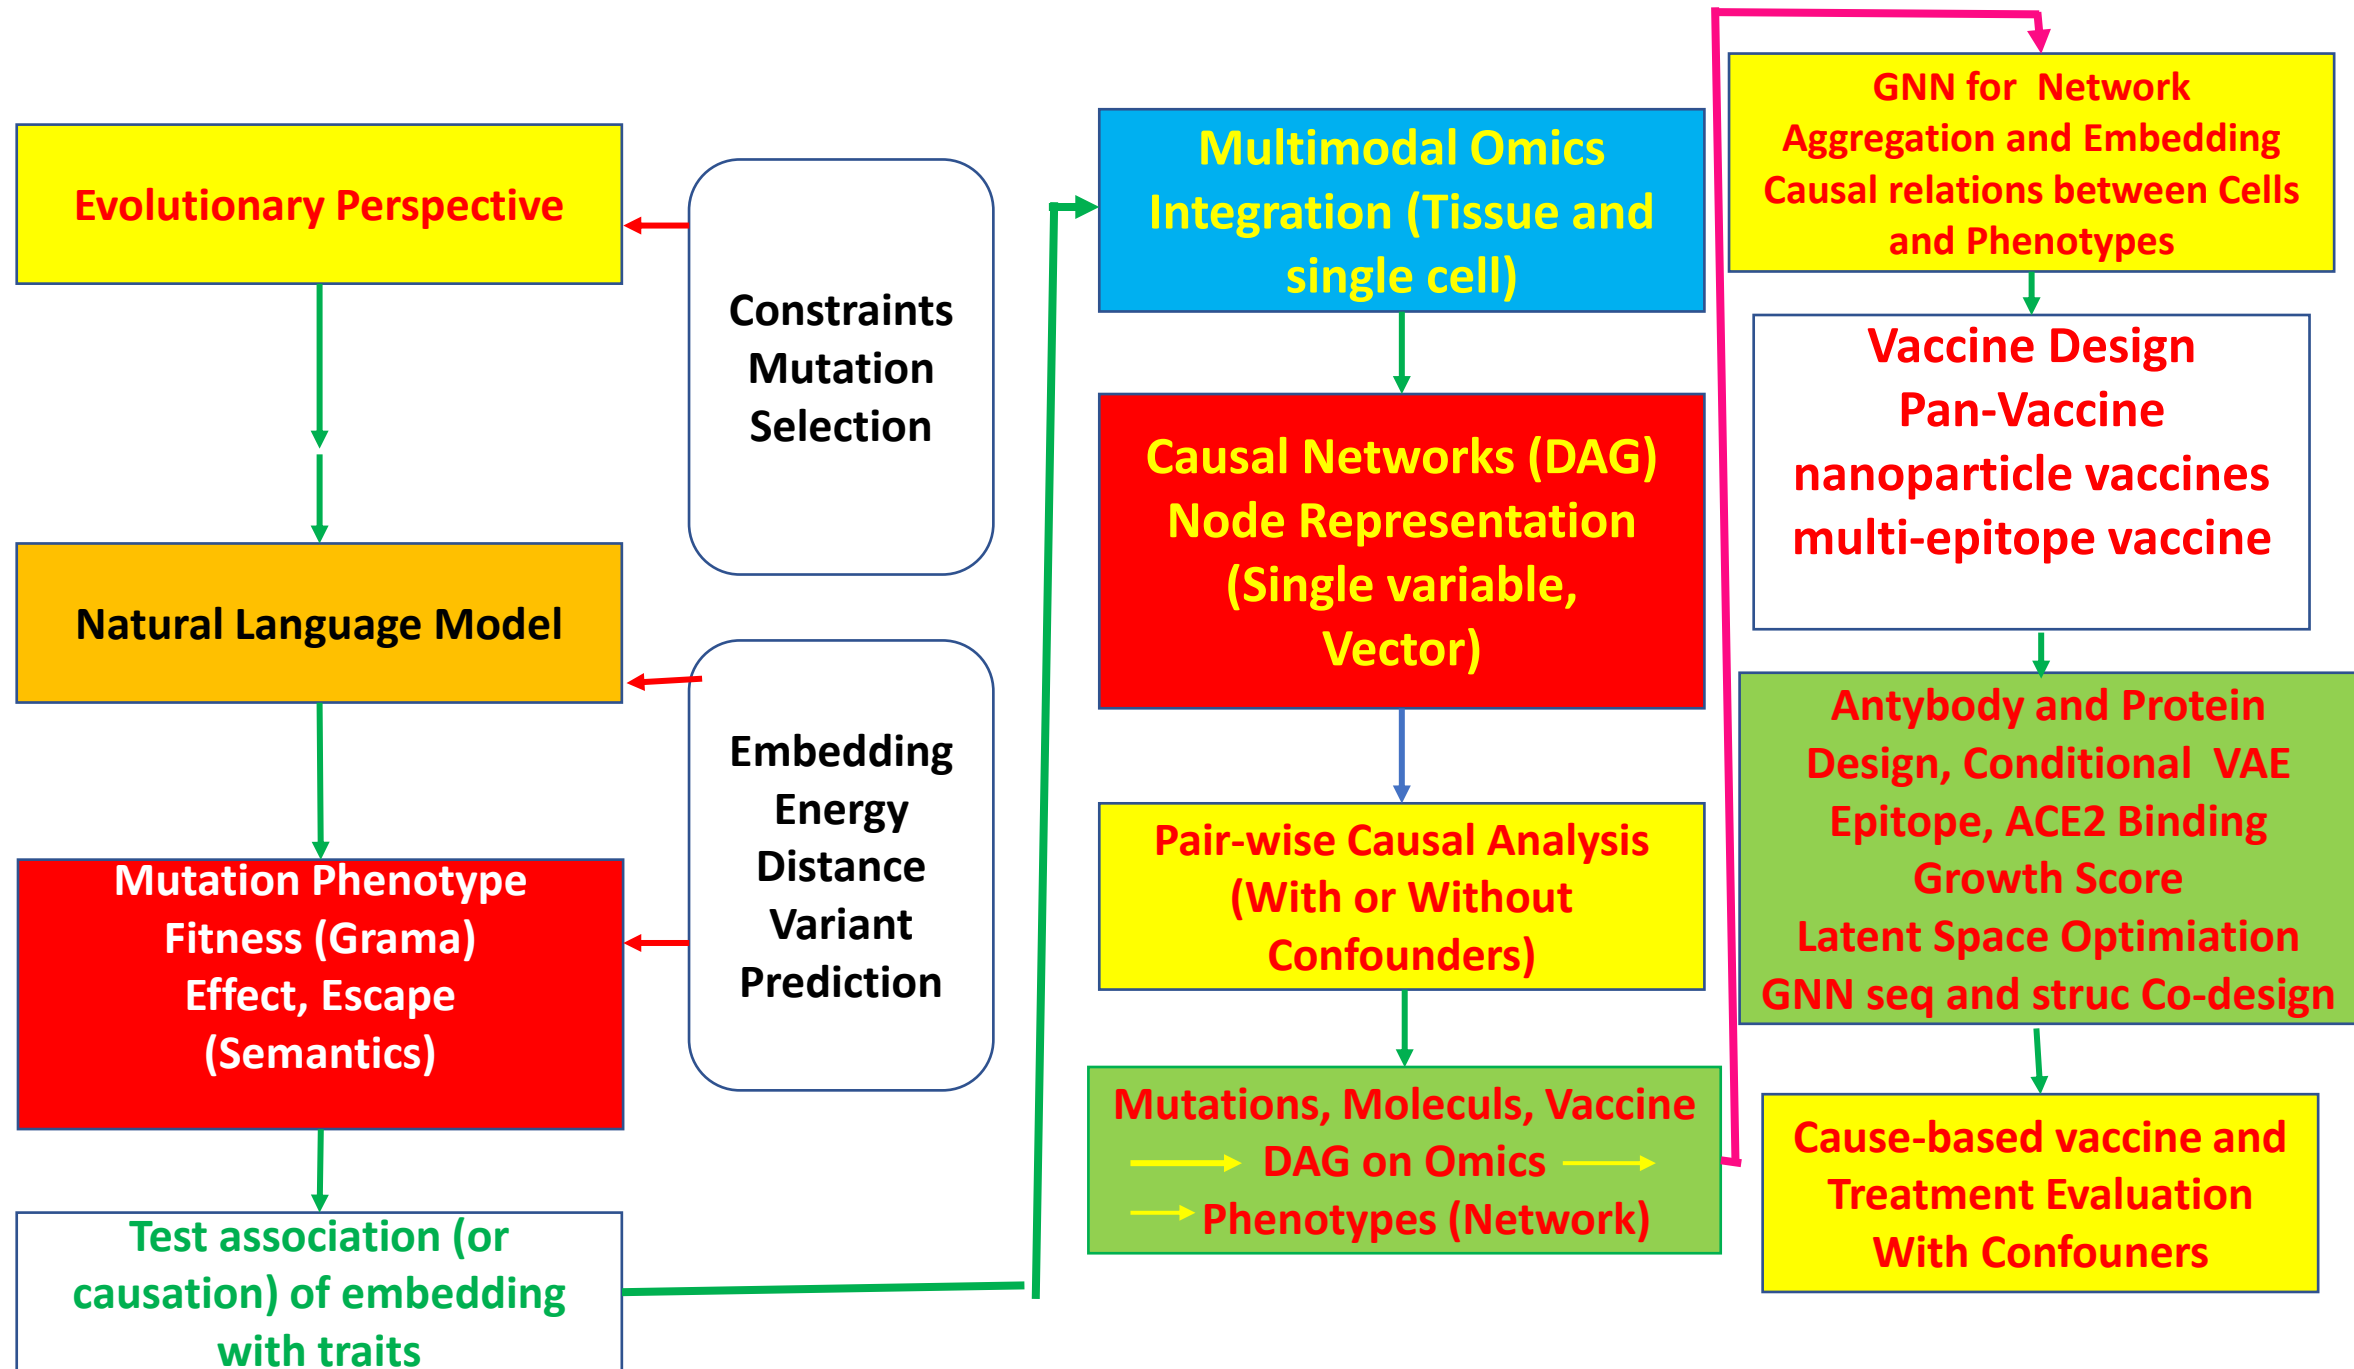 Evolutionary Perspective
Constraints
Mutation
Selection
Natural Language Model
Embedding
Energy
Distance
Variant
Prediction
Mutation Phenotype
Fitness (Grama)
Effect, Escape
(Semantics)
Test association (or
causation) of embedding
with traits
Multimodal Omics
Integration (Tissue and
single cell)
Causal Networks (DAG)
Node Representation
(Single variable,
Vector)
Pair-wise Causal Analysis
(With or Without
Confounders)
Mutations, Moleculs, Vaccine
DAG on Omics
Phenotypes (Network)
GNN for Network
Aggregation and Embedding
Causal relations between Cells
and Phenotypes
Vaccine Design
Pan-Vaccine
nanoparticle vaccines
multi-epitope vaccine
Antybody and Protein
Design, Conditional VAE
Epitope, ACE2 Binding
Growth Score
Latent Space Optimiation
GNN seq and struc Co-design
Cause-based vaccine and
Treatment Evaluation
With Confouners